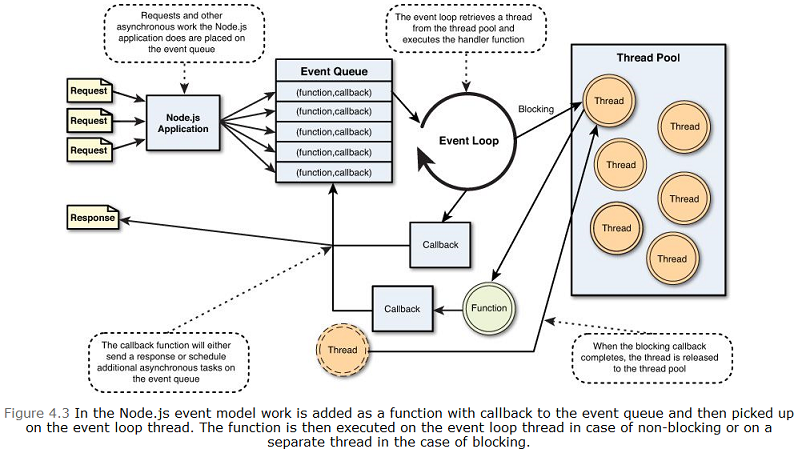 Requests and other
asynchronous work the Node.js
application does are placed on
the event queue
The event loop retrieves a thread
from the thread pool and
executes the handler function
Request
Request
Request
Node.js
Application
Event Queue
(function,callback)
(function,callback)
(function,callback)
(function,callback)
(function,callback)
Event Loop
Blocking
Thread Pool
Thread
Thread
Thread
Thread
Thread
Thread
Response
Callback
Callback
Function
Thread
The callback function will either
send a response or schedule
additional asynchronous tasks on
the event queue
When the blocking callback
completes, the thread is released
to the thread pool
Figure 4.3 In the Node.js event model work is added as a function with callback to the event queue and then picked up
on the event loop thread. The function is then executed on the event loop thread in case of non-blocking or on a
separate thread in the case of blocking.